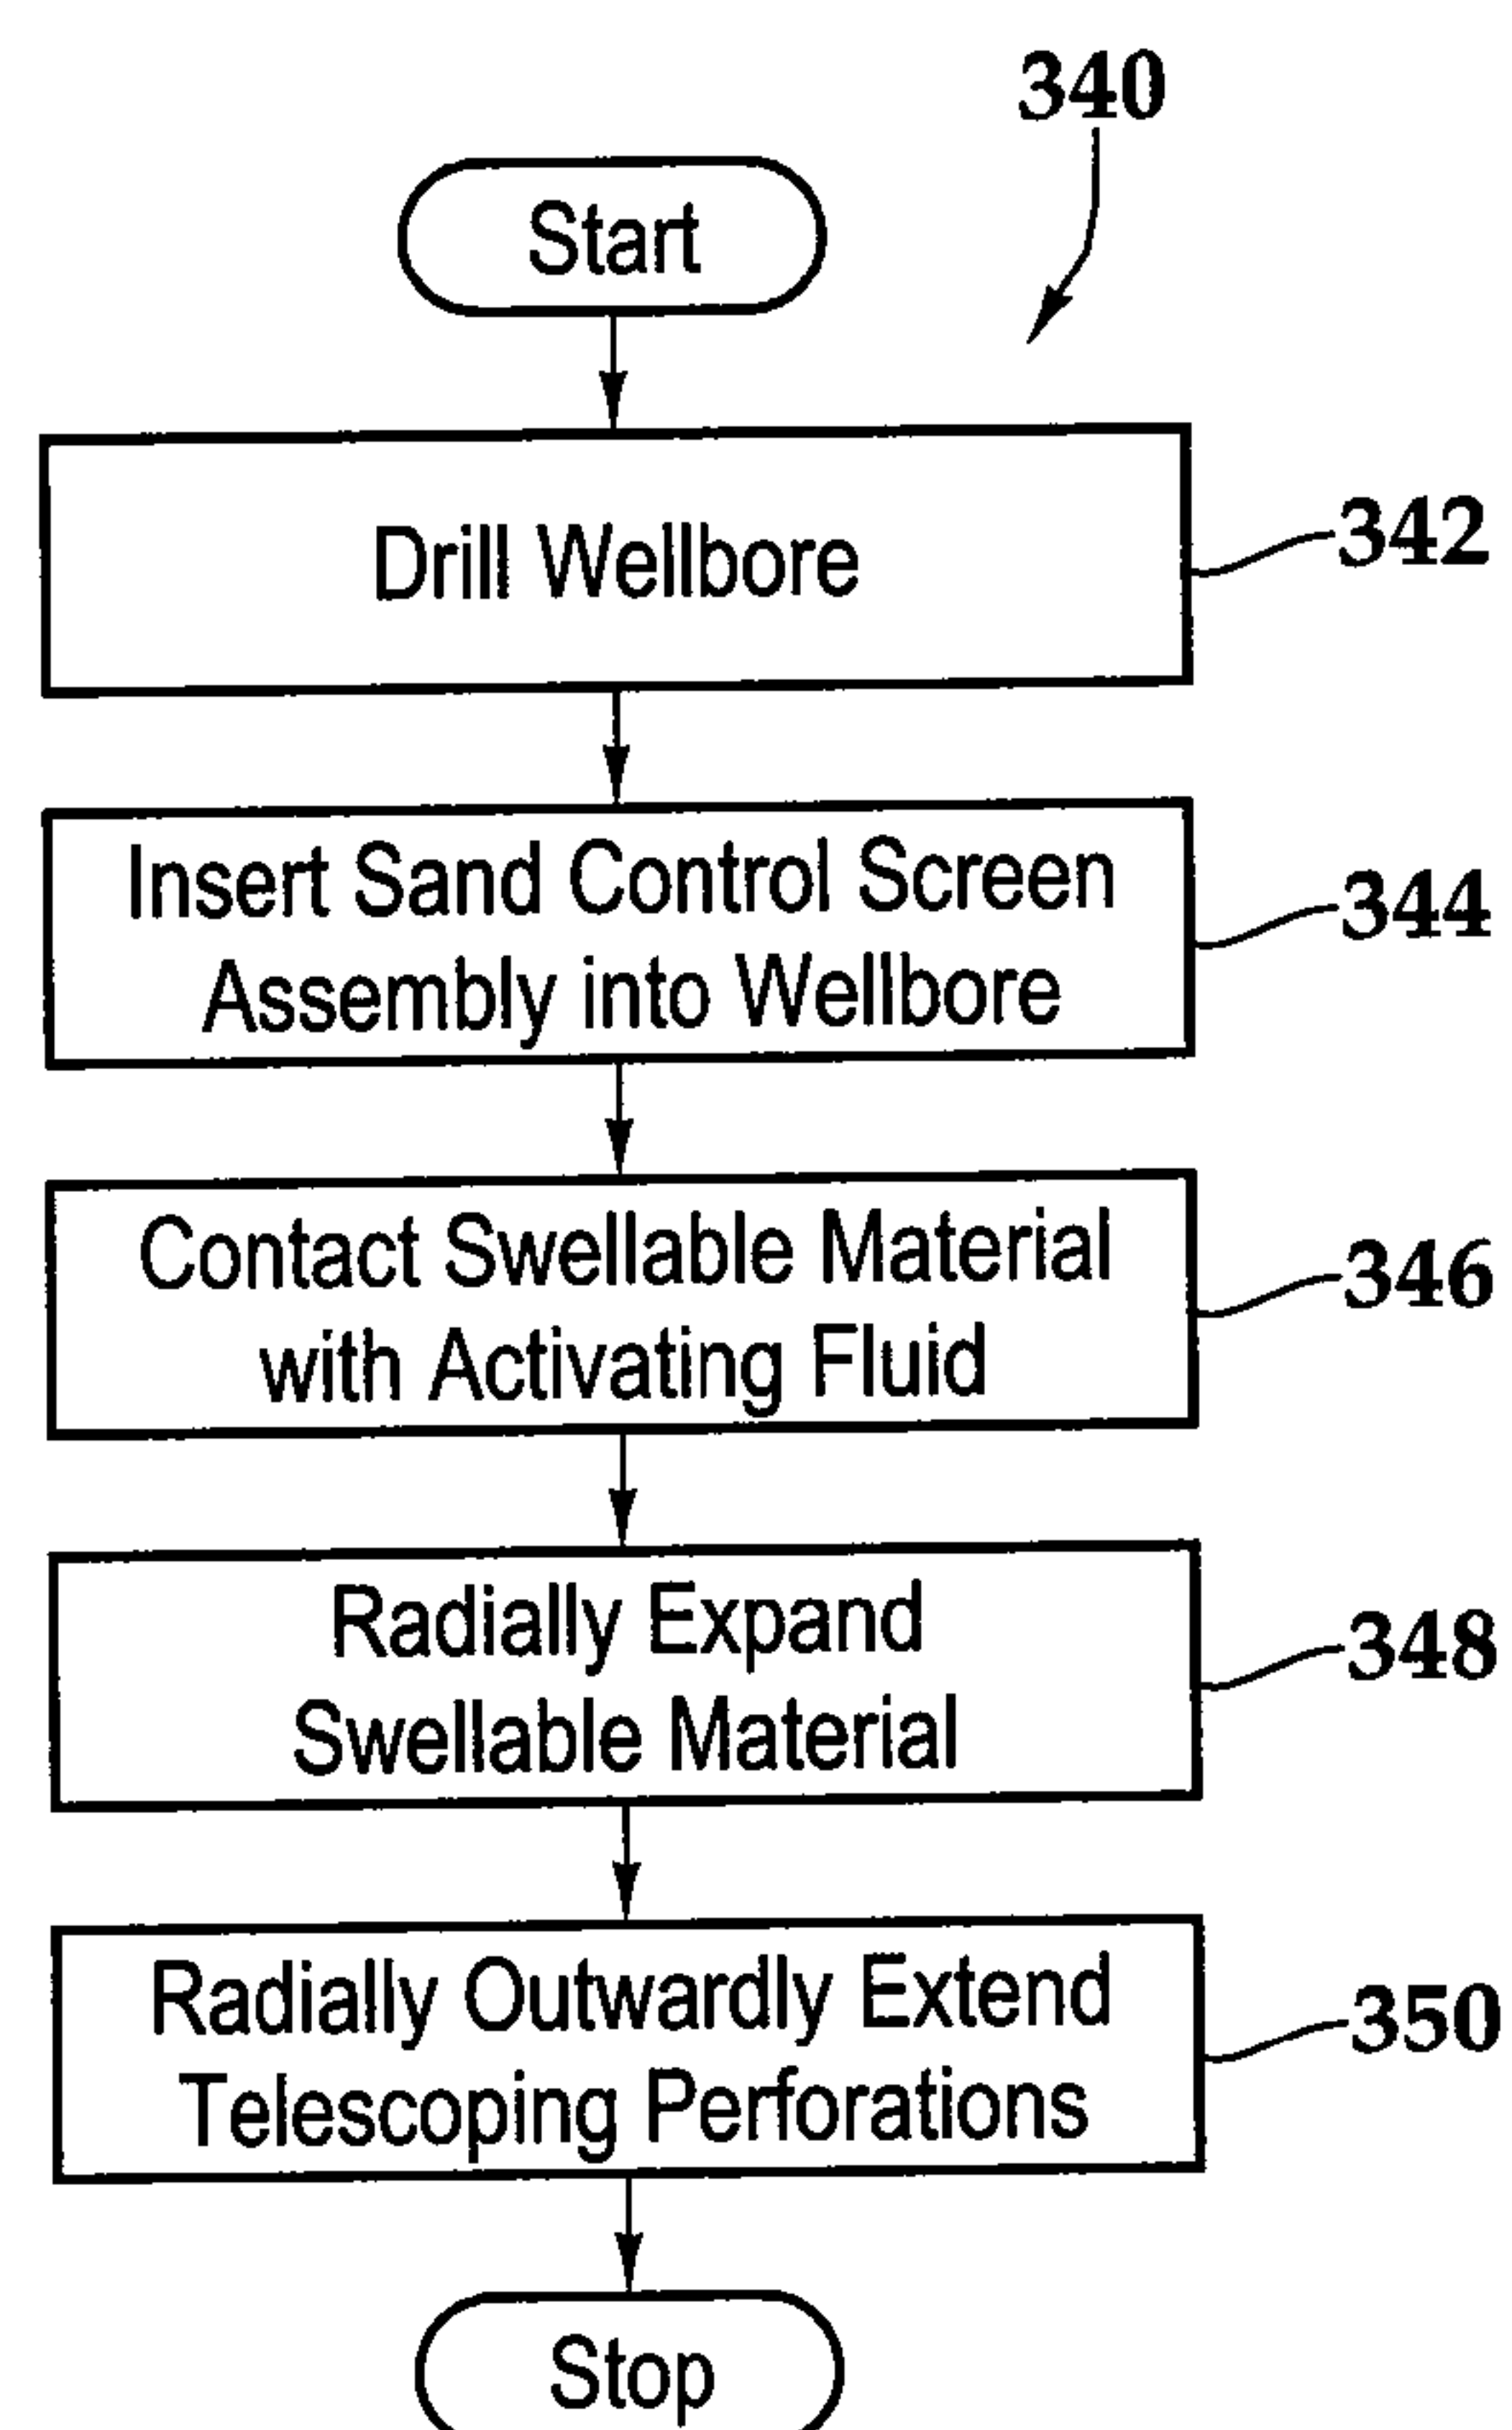 340
Start
Drill Wellbore
342
Insert Sand Control Screen
Assembly into Wellbore
344
Contact Swellable Material
with Activating Fluid
346
Radially Expand
Swellable Material
348
Radially Outwardly Extend
Telescoping Perforations
350
Stop